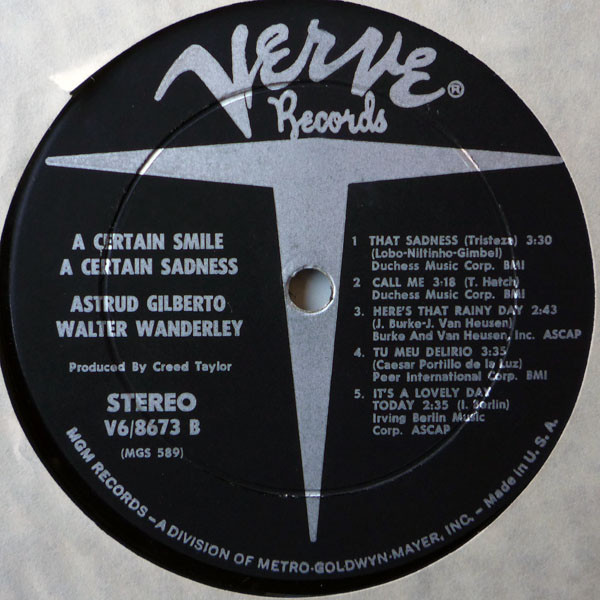 Verve®
Records
A CERTAIN SMILE
A CERTAIN SADNESS
ASTRUD GILBERTO
WALTER WANDERLEY
Produced By Creed Taylor
STEREO
V6/8673 B
(MGS 589)
1 THAT SADNESS (Tristeza) 3:30
(Lobo-Niltinho-Gimbel)
Duchess Music Corp. BMI
2 CALL ME 3:18 (T. Hatch)
Duchess Music Corp. BMI
3. HERE'S THAT RAINY DAY 2:43
(J. Burke-J. Van Heusen)
Burke And Van Heusen, Inc. ASCAP
4. TU MEU DELIRIO 3:35
(Caesar Portillo de la Luz)
Peer International Corp. BMI
5. IT'S A LOVELY DAY
TODAY 2:35 (I. Berlin)
Irving Berlin Music
Corp. ASCAP
MGM RECORDS – A DIVISION OF METRO-GOLDWYN-MAYER, INC. – Made in U.S.A.